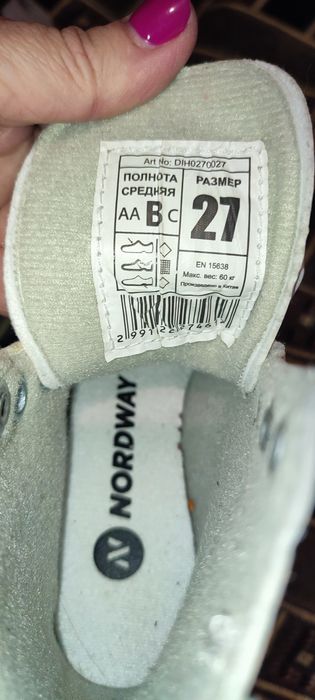 Art No: DIH0270027
ПОЛНОТА
СРЕДНЯЯ
AA B C
РАЗМЕР
27
EN 15638
Макс. вес: 60 кг
Произведено в Китае
NORDWAY